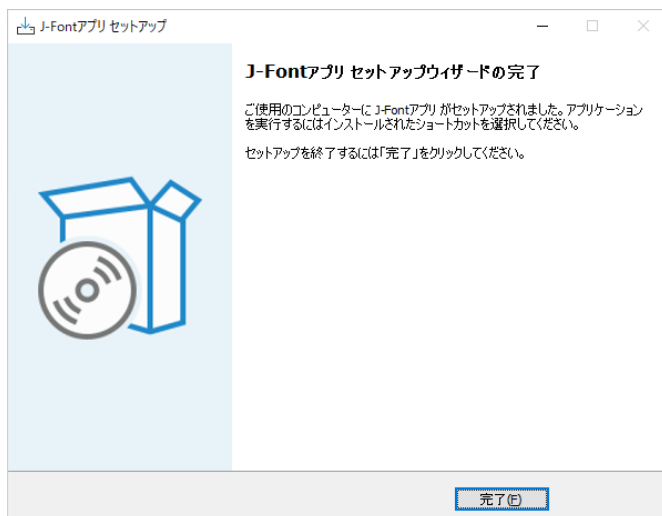 J-Fontアプリ セットアップ
J-Fontアプリ セットアップウィザードの完了
ご使用のコンピューターに J-Fontアプリ がセットアップされました。アプリケーション
を実行するにはインストールされたショートカットを選択してください。
セットアップを終了するには「完了」をクリックしてください。
完了(F)